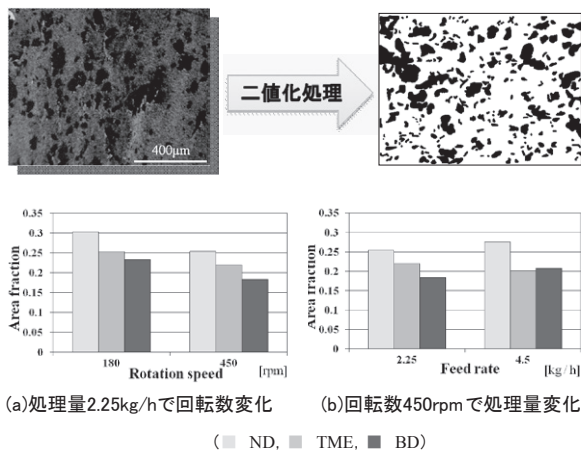 400μm
二値化処理
0.35
0.3
0.25
0.2
0.15
0.1
0.05
0
Area fraction
180
450
Rotation speed
[rpm]
0.35
0.3
0.25
0.2
0.15
0.1
0.05
0
Area fraction
2.25
4.5
Feed rate
[kg / h]
(a)処理量2.25kg/hで回転数変化
(b)回転数450rpmで処理量変化
( ND, TME, BD)